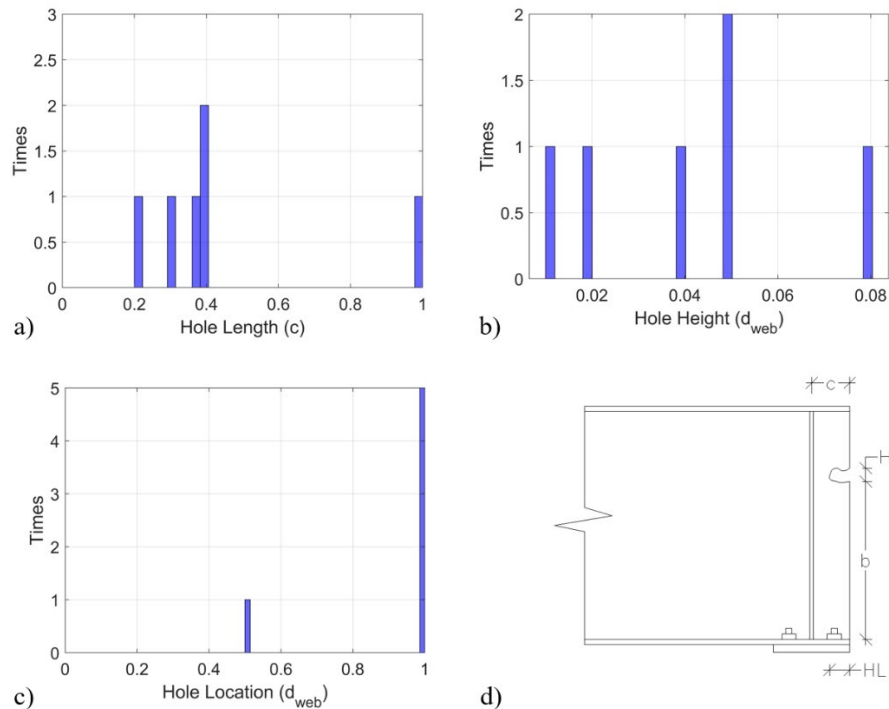 3
2.5
2
1.5
1
0.5
0
Times
0
0.2
0.4
0.6
0.8
1
Hole Length (c)
a)
2
1.5
1
0.5
0
Times
0.02
0.04
0.06
0.08
Hole Height (d_web)
b)
5
4
3
2
1
0
Times
0
0.2
0.4
0.6
0.8
1
Hole Location (d_web)
c)
c
H
b
HL
d)